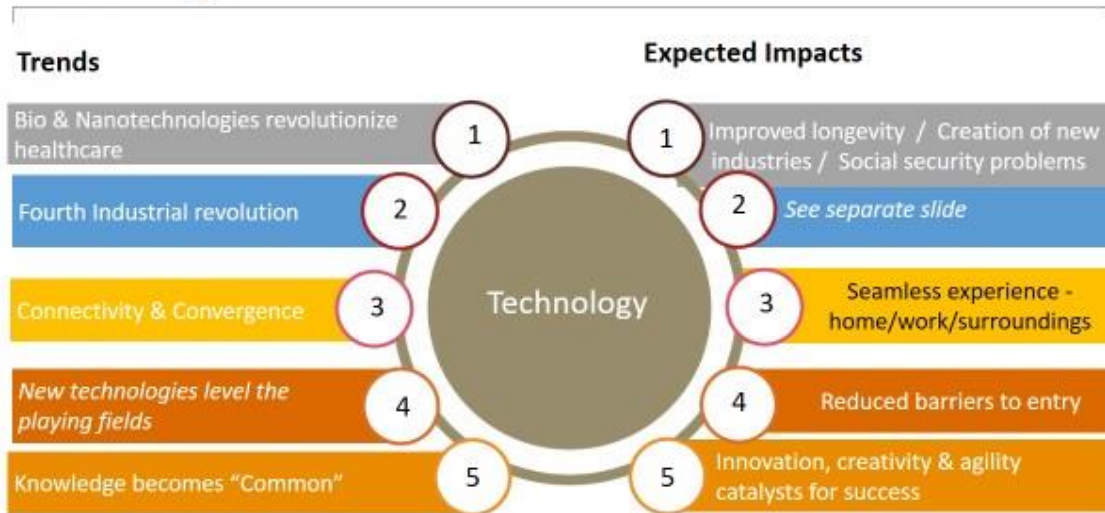 Trends
Expected Impacts
Bio & Nanotechnologies revolutionize
healthcare
1
1
Improved longevity / Creation of new
industries / Social security problems
Fourth Industrial revolution
2
2
See separate slide
Connectivity & Convergence
3
Technology
3
Seamless experience -
home/work/surroundings
New technologies level the
playing fields
4
4
Reduced barriers to entry
Knowledge becomes “Common”
5
5
Innovation, creativity & agility
catalysts for success